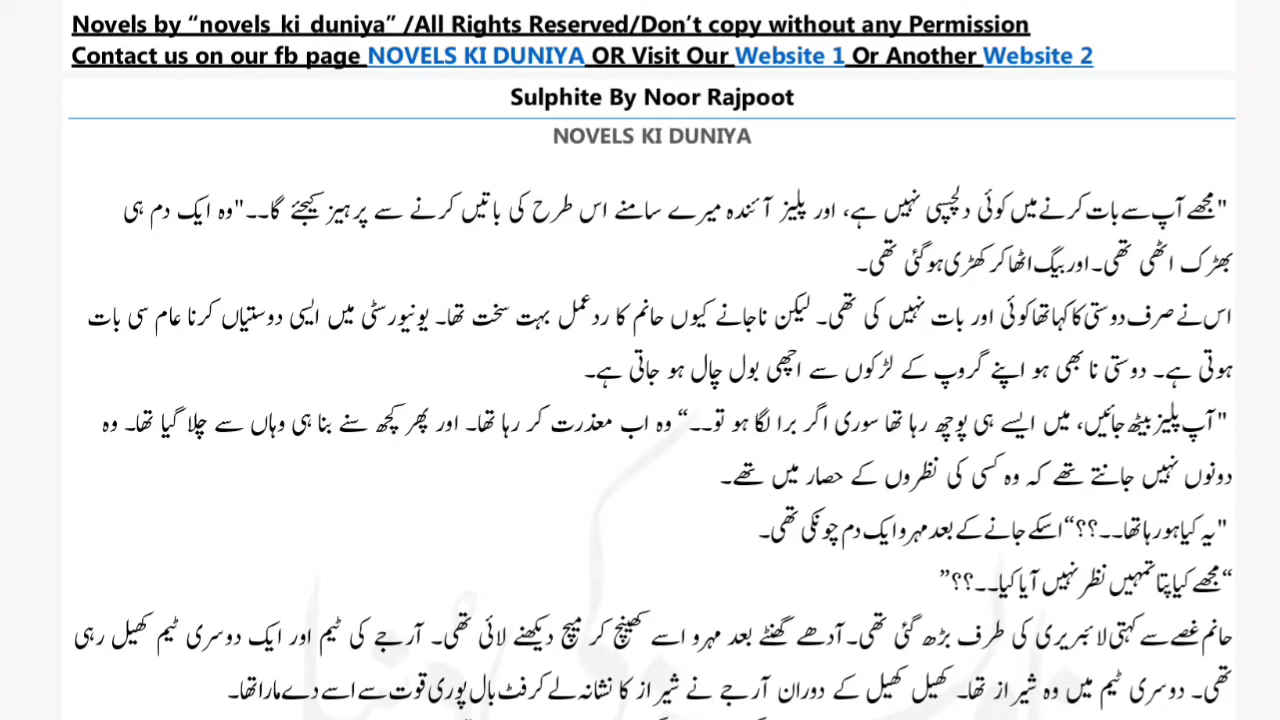 Novels by “novels ki duniya” /All Rights Reserved/Don’t copy without any Permission
Contact us on our fb page NOVELS KI DUNIYA OR Visit Our Website 1 Or Another Website 2
Sulphite By Noor Rajpoot
NOVELS KI DUNIYA
"مجھے آپ سے بات کرنے میں کوئی دلچسپی نہیں ہے، اور پلیز آئندہ میرے سامنے اس طرح کی باتیں کرنے سے پرہیز کیجئے گا۔۔"وہ ایک دم ہی
بھڑک اٹھی تھی۔اور بیگ اٹھا کر کھڑی ہوگئی تھی۔
اس نے صرف دوستی کا کہا تھا کوئی اور بات نہیں کی تھی۔ لیکن ناجانے کیوں حانم کا ردعمل بہت سخت تھا۔ یونیورسٹی میں ایسی دوستیاں کرنا عام سی بات
ہوتی ہے۔ دوستی نا بھی ہو اپنے گروپ کے لڑکوں سے اچھی بول چال ہو جاتی ہے۔
"آپ پلیز بیٹھ جائیں، میں ایسے ہی پوچھ رہا تھا سوری اگر برا لگا ہو تو۔۔“ وہ اب معذرت کر رہا تھا۔ اور پھر کچھ سنے بنا ہی وہاں سے چلا گیا تھا۔ وہ
دونوں نہیں جانتے تھے کہ وہ کسی کی نظروں کے حصار میں تھے۔
"یہ کیا ہو رہا تھا۔۔؟؟“اسکے جانے کے بعد مہرو ایک دم چونکی تھی۔
“مجھے کیا پتا تمہیں نظر نہیں آیا کیا۔۔؟؟”
حانم غصے سے کہتی لائبریری کی طرف بڑھ گئی تھی۔آدھے گھنٹے بعد مہرو اسے کھینچ کر میچ دیکھنے لائی تھی۔ آرجے کی ٹیم اور ایک دوسری ٹیم کھیل رہی
تھی۔ دوسری ٹیم میں وہ شیراز تھا۔ کھیل کھیل کے دوران آرجے نے شیراز کا نشانہ لے کر فٹ بال پوری قوت سے اسے دے مارا تھا۔